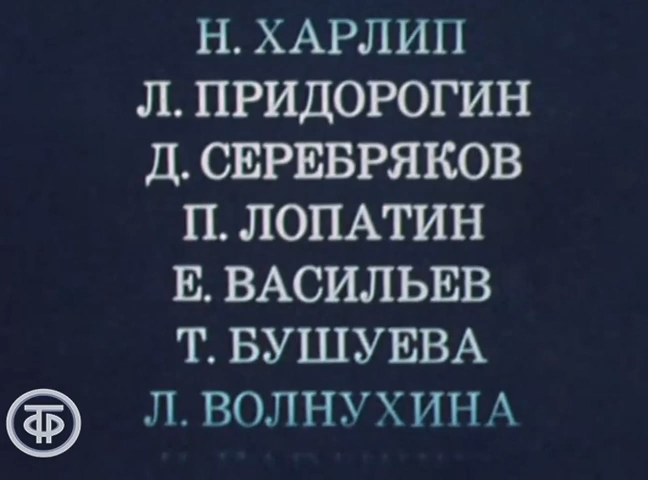 Н. ХАРЛИП
Л. ПРИДОРОГИН
Д. СЕРЕБРЯКОВ
П. ЛОПАТИН
Е. ВАСИЛЬЕВ
Т. БУШУЕВА
Л. ВОЛНУХИНА